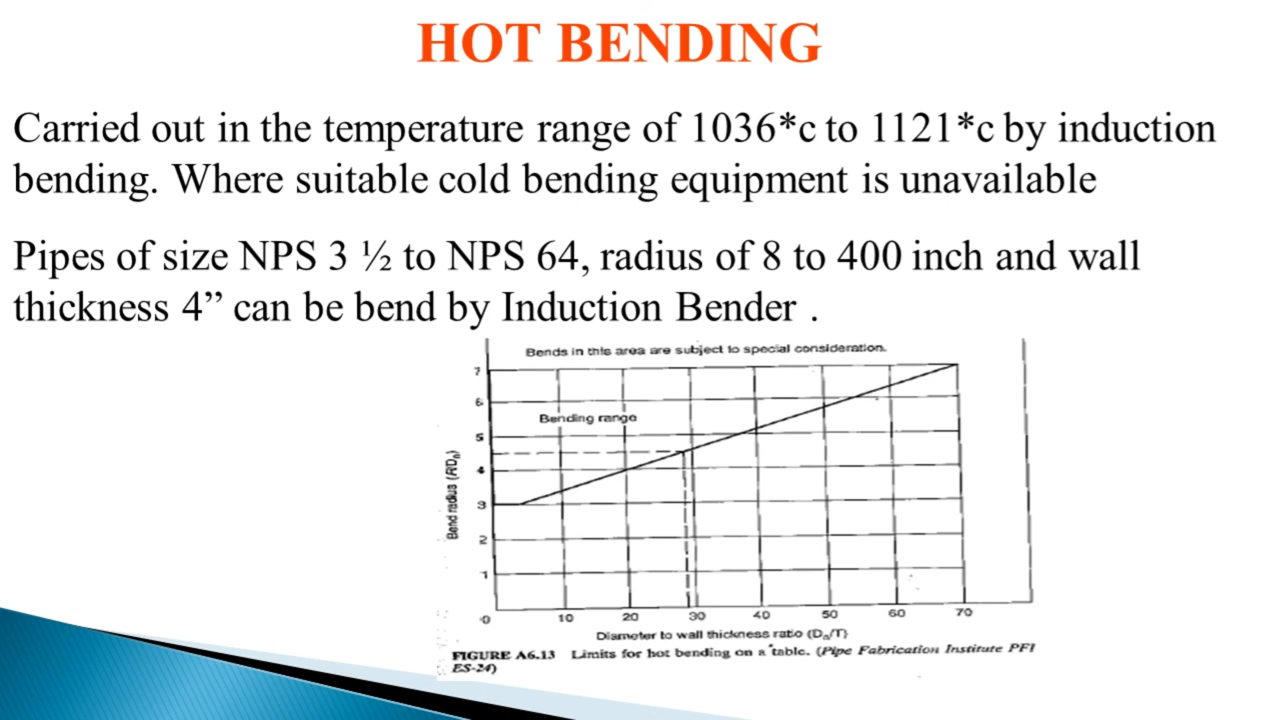 HOT BENDING
Carried out in the temperature range of 1036*c to 1121*c by induction
bending. Where suitable cold bending equipment is unavailable
Pipes of size NPS 3 ½ to NPS 64, radius of 8 to 400 inch and wall
thickness 4” can be bend by Induction Bender .
Bends in this area are subject to special consideration.
7
6
Bending range
5
4
3
2
1
Bend radius (R/Dn)
0 10 20 30 40 50 60 70
Diameter to wall thickness ratio (Dn/T)
FIGURE A6.13 Limits for hot bending on a table. (Pipe Fabrication Institute PFI
ES-24)